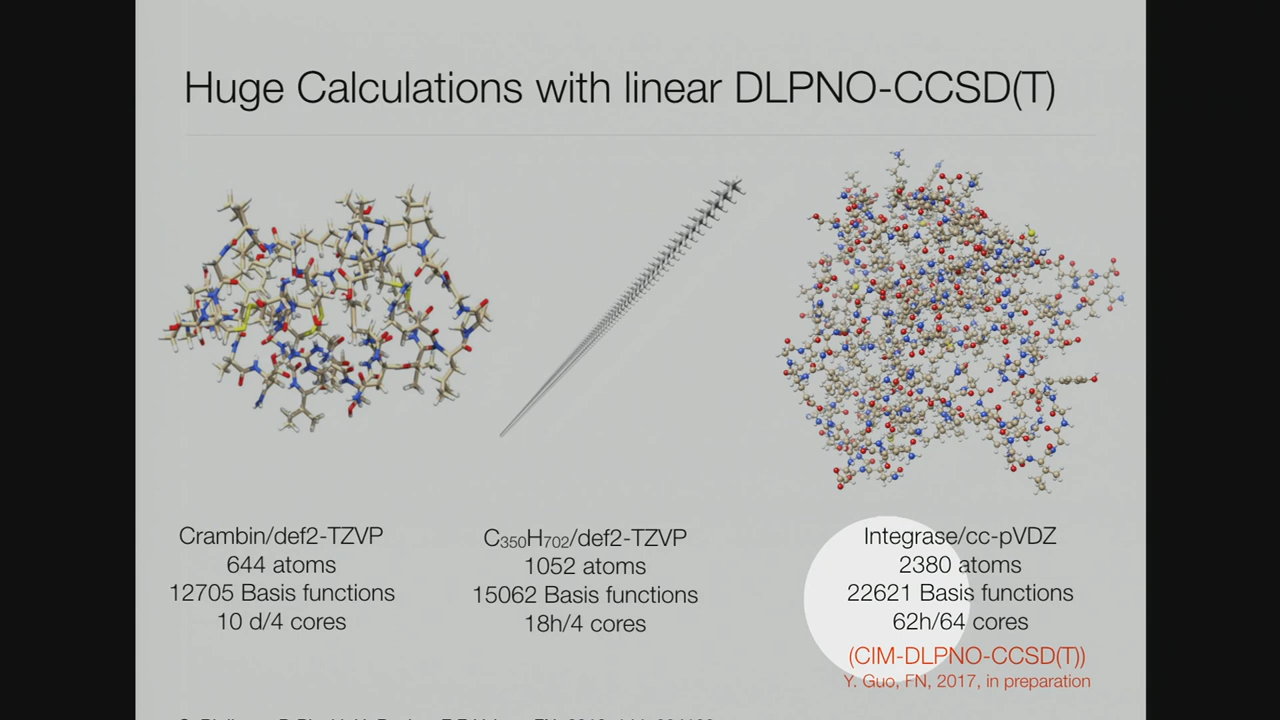 Huge Calculations with linear DLPNO-CCSD(T)
Crambin/def2-TZVP
644 atoms
12705 Basis functions
10 d/4 cores
C₃₅₀H₇₀₂/def2-TZVP
1052 atoms
15062 Basis functions
18h/4 cores
Integrase/cc-pVDZ
2380 atoms
22621 Basis functions
62h/64 cores
(CIM-DLPNO-CCSD(T))
Y. Guo, FN, 2017, in preparation